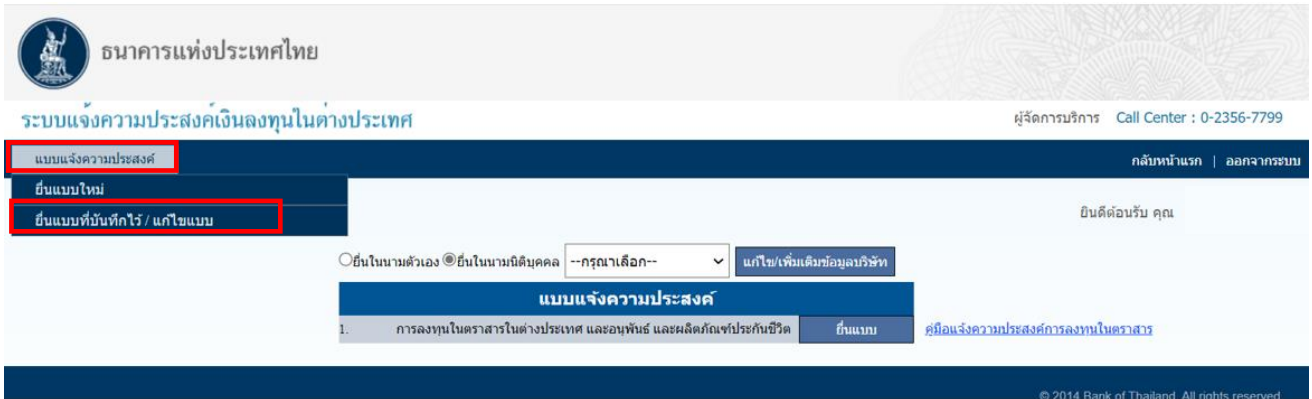 ธนาคารแห่งประเทศไทย
ระบบแจ้งความประสงค์เงินลงทุนในต่างประเทศ
ผู้จัดการบริการ Call Center : 0-2356-7799
แบบแจ้งความประสงค์
กลับหน้าแรก | ออกจากระบบ
ยื่นแบบใหม่
ยื่นแบบที่บันทึกไว้ / แก้ไขแบบ
ยินดีต้อนรับ คุณ
ยื่นในนามตัวเอง ยื่นในนามนิติบุคคล --กรุณาเลือก-- แก้ไข/เพิ่มเติมข้อมูลบริษัท
แบบแจ้งความประสงค์
1. การลงทุนในตราสารในต่างประเทศ และอนุพันธ์ และผลิตภัณฑ์ประกันชีวิต ยื่นแบบ คู่มือแจ้งความประสงค์การลงทุนในตราสาร
© 2014 Bank of Thailand. All rights reserved.